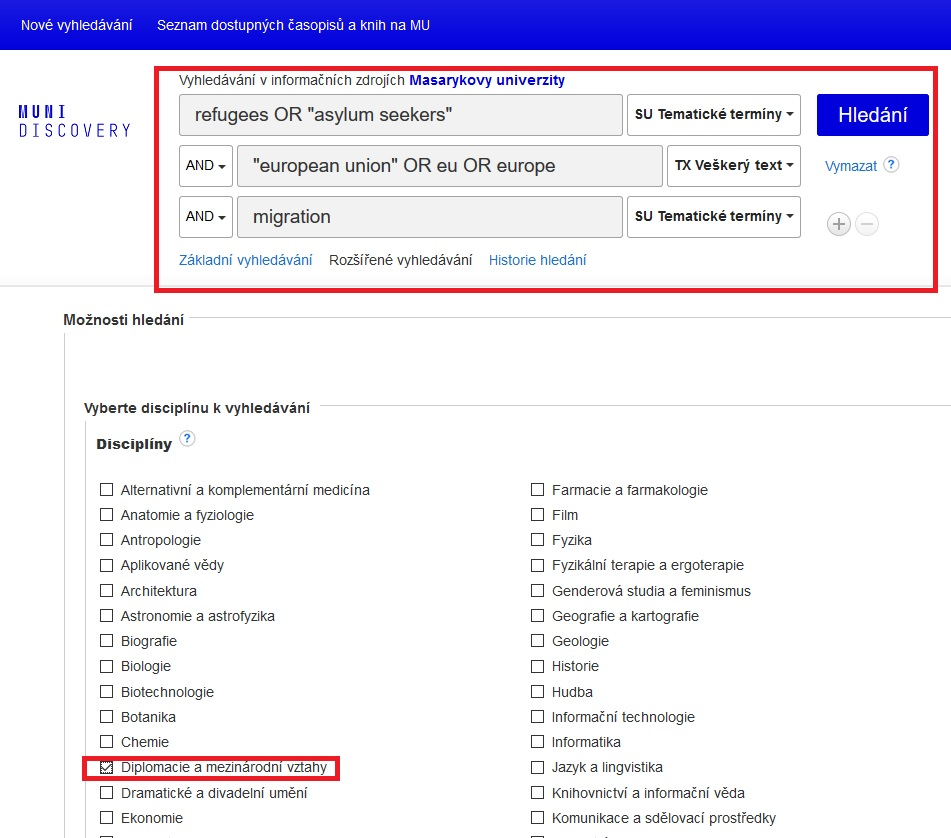 Nové vyhledávání Seznam dostupných časopisů a knih na MU
Vyhledávání v informačních zdrojích Masarykovy univerzity
MUNI
DISCOVERY
refugees OR "asylum seekers" SU Tematické termíny Hledání
AND "european union" OR eu OR europe TX Veškerý text Vymazat ?
AND migration SU Tematické termíny + −
Základní vyhledávání Rozšířené vyhledávání Historie hledání
Možnosti hledání
Vyberte disciplínu k vyhledávání
Disciplíny ?
Alternativní a komplementární medicína
Anatomie a fyziologie
Antropologie
Aplikované vědy
Architektura
Astronomie a astrofyzika
Biografie
Biologie
Biotechnologie
Botanika
Chemie
Diplomacie a mezinárodní vztahy
Dramatické a divadelní umění
Ekonomie
Farmacie a farmakologie
Film
Fyzika
Fyzikální terapie a ergoterapie
Genderová studia a feminismus
Geografie a kartografie
Geologie
Historie
Hudba
Informační technologie
Informatika
Jazyk a lingvistika
Knihovnictví a informační věda
Komunikace a sdělovací prostředky